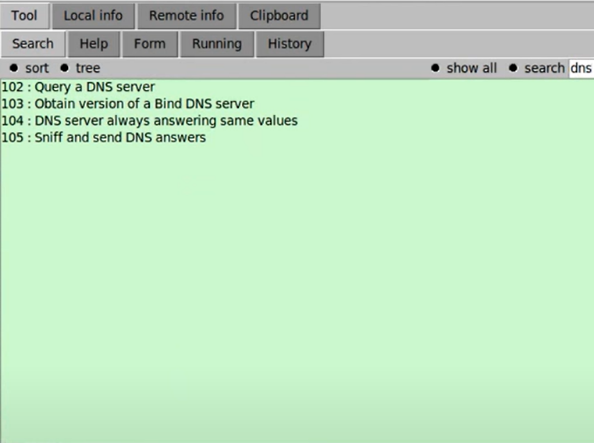 Tool Local info Remote info Clipboard
Search Help Form Running History
sort tree show all search dns
102 : Query a DNS server
103 : Obtain version of a Bind DNS server
104 : DNS server always answering same values
105 : Sniff and send DNS answers